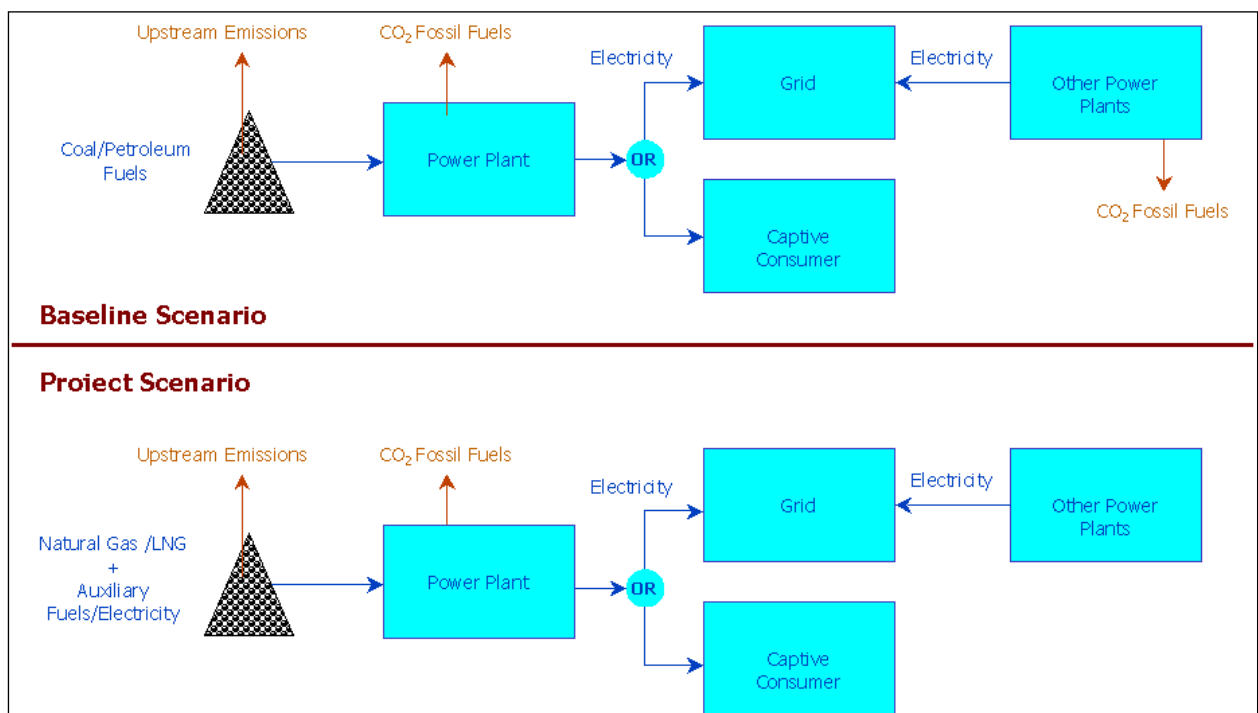 Upstream Emissions
CO₂ Fossil Fuels
Electricity
Electricity
Grid
Other Power
Plants
Coal/Petroleum
Fuels
Power Plant
OR
CO₂ Fossil Fuels
Captive
Consumer
Baseline Scenario
Project Scenario
Upstream Emissions
CO₂ Fossil Fuels
Electricity
Electricity
Grid
Other Power
Plants
Natural Gas /LNG
+
Auxiliary
Fuels/Electricity
Power Plant
OR
Captive
Consumer